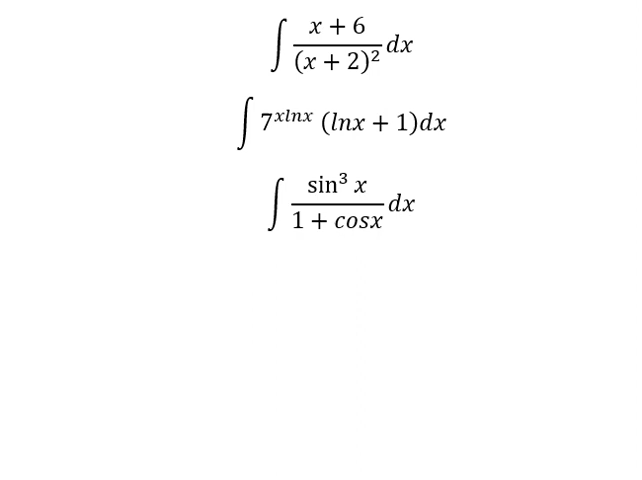 ∫ (x + 6)/((x + 2)²) dx
∫ 7^(xlnx) (lnx + 1)dx
∫ (sin³ x)/(1 + cosx) dx